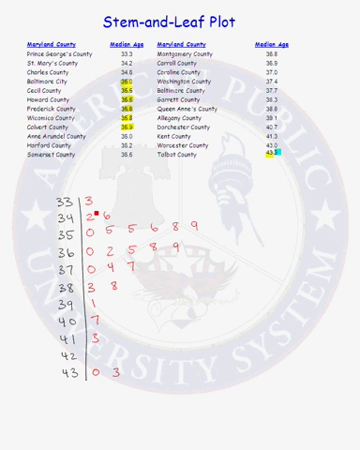 Stem-and-Leaf Plot
Maryland County Median Age Maryland County Median Age
Prince George's County 33.3 Montgomery County 36.8
St. Mary's County 34.2 Carroll County 36.9
Charles County 34.6 Caroline County 37.0
Baltimore City 35.0 Washington County 37.4
Cecil County 35.5 Baltimore County 37.7
Howard County 35.5 Garrett County 38.3
Frederick County 35.6 Queen Anne's County 38.8
Wicomico County 35.8 Allegany County 39.1
Calvert County 35.9 Dorchester County 40.7
Anne Arundel County 36.0 Kent County 41.3
Harford County 36.2 Worcester County 43.0
Somerset County 36.5 Talbot County 43.3
33 3
34 2 6
35 0 5 5 6 8 9
36 0 2 5 8 9
37 0 4 7
38 3 8
39 1
40 7
41 3
42
43 0 3
AMERICAN PUBLIC
UNIVERSITY SYSTEM